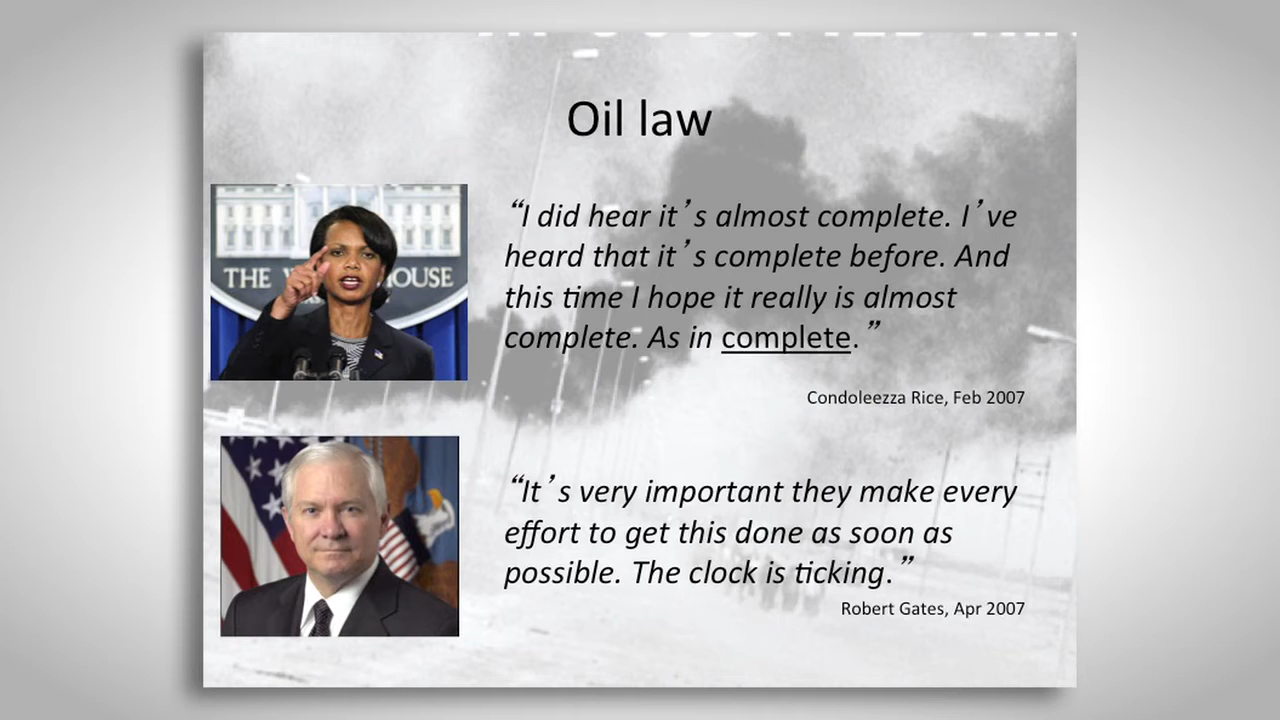 Oil law
THE W HOUSE
“I did hear it’s almost complete. I’ve
heard that it’s complete before. And
this time I hope it really is almost
complete. As in complete.”
Condoleezza Rice, Feb 2007
“It’s very important they make every
effort to get this done as soon as
possible. The clock is ticking.”
Robert Gates, Apr 2007